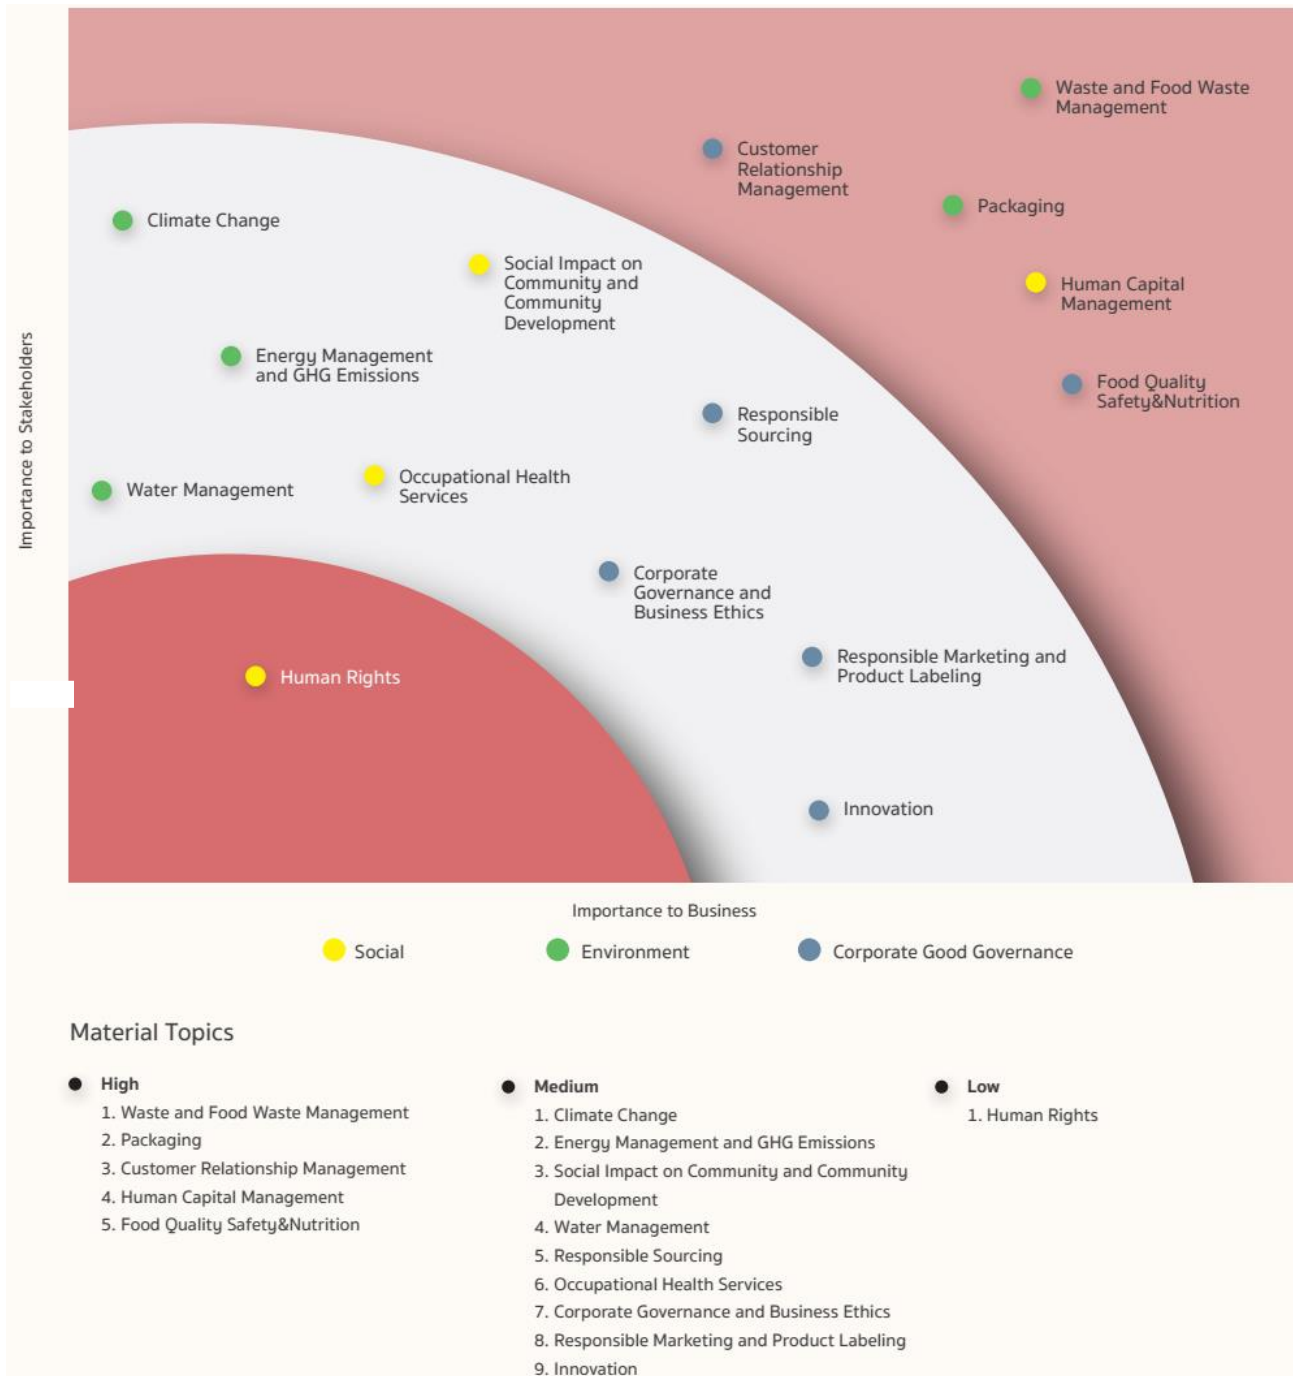 Waste and Food Waste
Management
Customer
Relationship
Management
Packaging
Climate Change
Social Impact on
Community and
Community
Development
Human Capital
Management
Energy Management
and GHG Emissions
Food Quality
Safety&Nutrition
Responsible
Sourcing
Importance to Stakeholders
Water Management
Occupational Health
Services
Corporate
Governance and
Business Ethics
Responsible Marketing and
Product Labeling
Human Rights
Innovation
Importance to Business
Social
Environment
Corporate Good Governance
Material Topics
High
1. Waste and Food Waste Management
2. Packaging
3. Customer Relationship Management
4. Human Capital Management
5. Food Quality Safety&Nutrition
Medium
1. Climate Change
2. Energy Management and GHG Emissions
3. Social Impact on Community and Community
Development
4. Water Management
5. Responsible Sourcing
6. Occupational Health Services
7. Corporate Governance and Business Ethics
8. Responsible Marketing and Product Labeling
9. Innovation
Low
1. Human Rights